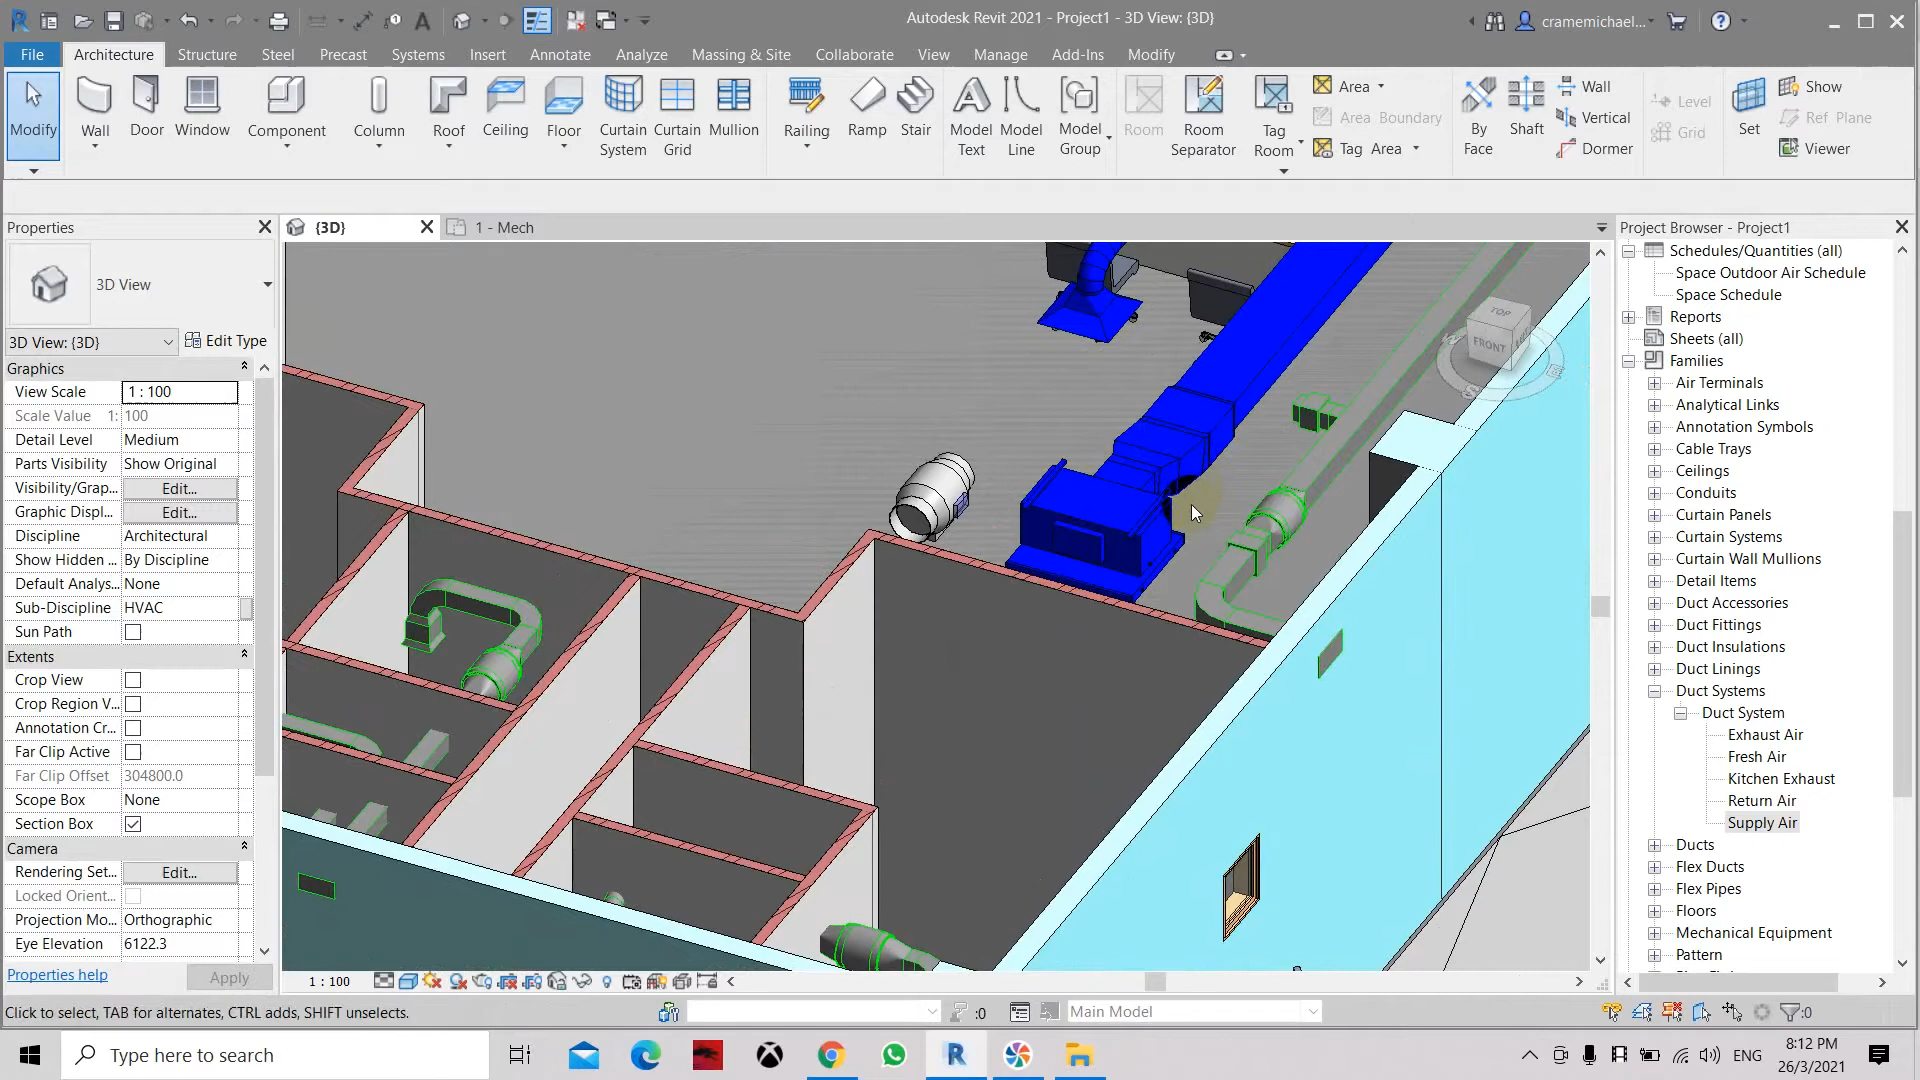 Autodesk Revit 2021 - Project1 - 3D View: {3D}
cramemichael...
File Architecture Structure Steel Precast Systems Insert Annotate Analyze Massing & Site Collaborate View Manage Add-Ins Modify
Modify
Wall
Door
Window
Component
Column
Roof
Ceiling
Floor
Curtain System
Curtain Grid
Mullion
Railing
Ramp
Stair
Model Text
Model Line
Model Group
Room
Room Separator
Tag Room
Area
Area Boundary
Tag Area
By Face
Shaft
Wall
Vertical
Dormer
Level
Grid
Set
Show
Ref Plane
Viewer
Properties
3D View
3D View: {3D} Edit Type
Graphics
View Scale 1 : 100
Scale Value 1: 100
Detail Level Medium
Parts Visibility Show Original
Visibility/Grap... Edit...
Graphic Displ... Edit...
Discipline Architectural
Show Hidden ... By Discipline
Default Analys... None
Sub-Discipline HVAC
Sun Path
Extents
Crop View
Crop Region V...
Annotation Cr...
Far Clip Active
Far Clip Offset 304800.0
Scope Box None
Section Box
Camera
Rendering Set... Edit...
Locked Orient...
Projection Mo... Orthographic
Eye Elevation 6122.3
Properties help Apply
{3D}
1 - Mech
TOP
FRONT
W
S
E
1 : 100
Project Browser - Project1
Schedules/Quantities (all)
Space Outdoor Air Schedule
Space Schedule
Reports
Sheets (all)
Families
Air Terminals
Analytical Links
Annotation Symbols
Cable Trays
Ceilings
Conduits
Curtain Panels
Curtain Systems
Curtain Wall Mullions
Detail Items
Duct Accessories
Duct Fittings
Duct Insulations
Duct Linings
Duct Systems
Duct System
Exhaust Air
Fresh Air
Kitchen Exhaust
Return Air
Supply Air
Ducts
Flex Ducts
Flex Pipes
Floors
Mechanical Equipment
Pattern
Click to select, TAB for alternates, CTRL adds, SHIFT unselects.
:0
Main Model
:0
Type here to search
ENG
8:12 PM
26/3/2021